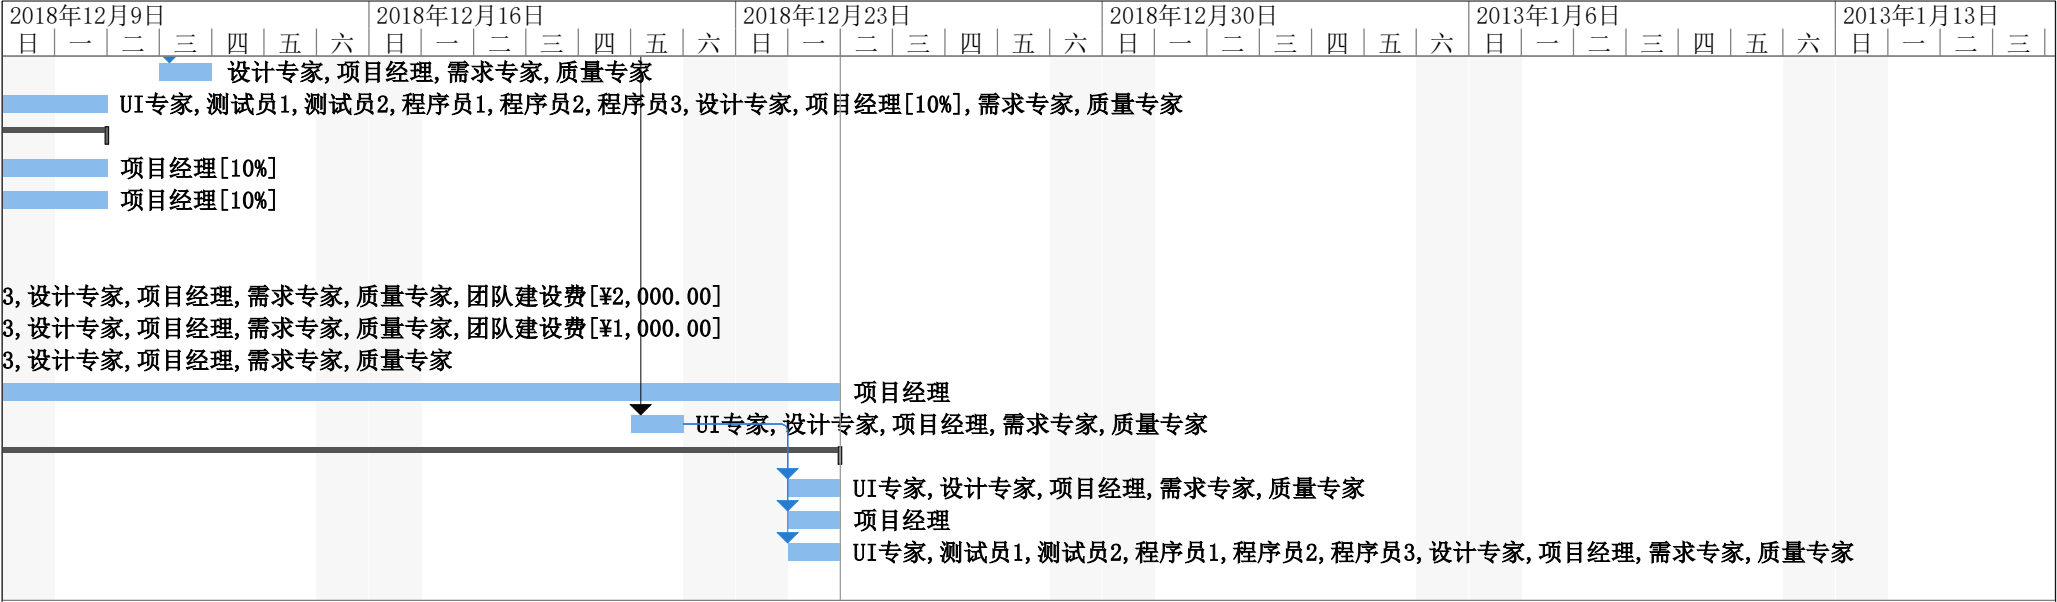 2018年12月9日 2018年12月16日 2018年12月23日 2018年12月30日 2013年1月6日 2013年1月13日
日 一 二 三 四 五 六 日 一 二 三 四 五 六 日 一 二 三 四 五 六 日 一 二 三 四 五 六 日 一 二 三 四 五 六 日 一 二 三
设计专家,项目经理,需求专家,质量专家
UI专家,测试员1,测试员2,程序员1,程序员2,程序员3,设计专家,项目经理[10%],需求专家,质量专家
项目经理[10%]
项目经理[10%]
3,设计专家,项目经理,需求专家,质量专家,团队建设费[¥2,000.00]
3,设计专家,项目经理,需求专家,质量专家,团队建设费[¥1,000.00]
3,设计专家,项目经理,需求专家,质量专家
项目经理
UI专家,设计专家,项目经理,需求专家,质量专家
UI专家,设计专家,项目经理,需求专家,质量专家
项目经理
UI专家,测试员1,测试员2,程序员1,程序员2,程序员3,设计专家,项目经理,需求专家,质量专家